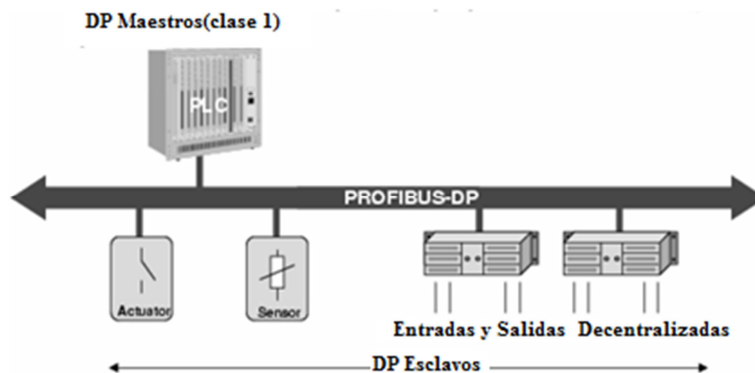 DP Maestros(clase 1)
PLC
PROFIBUS-DP
Actuator
Sensor
Entradas y Salidas Decentralizadas
DP Esclavos